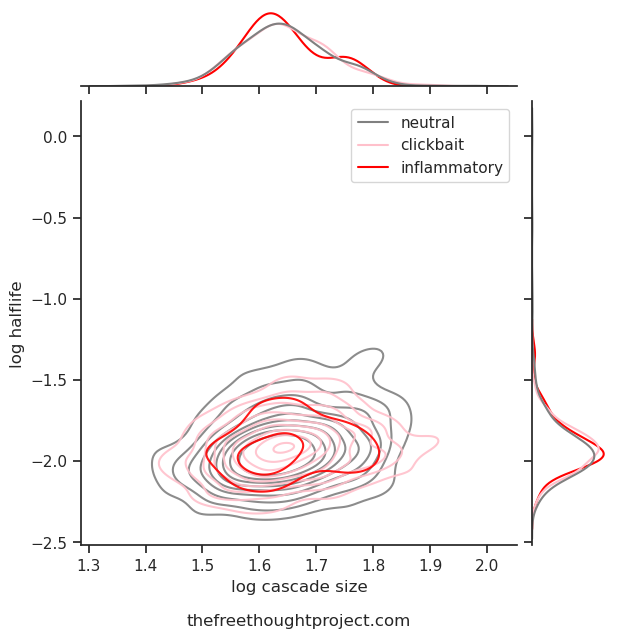 neutral
clickbait
inflammatory
0.0
−0.5
−1.0
−1.5
−2.0
−2.5
log halflife
1.3 1.4 1.5 1.6 1.7 1.8 1.9 2.0
log cascade size
thefreethoughtproject.com